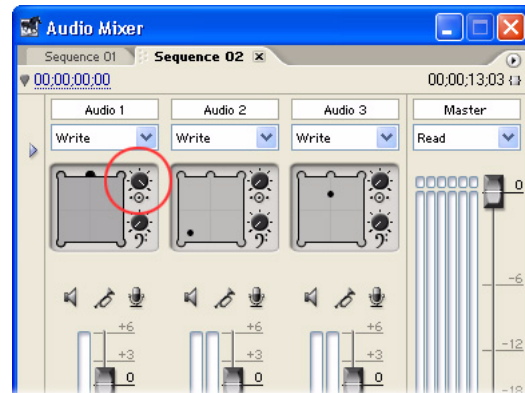 Audio Mixer
Sequence 01 Sequence 02
00;00;00;00 00;00;13;03
Audio 1 Audio 2 Audio 3 Master
Write Write Write Read
0
-6
+6 +6 +6
+3 +3 +3 -12
0 0 0
-18